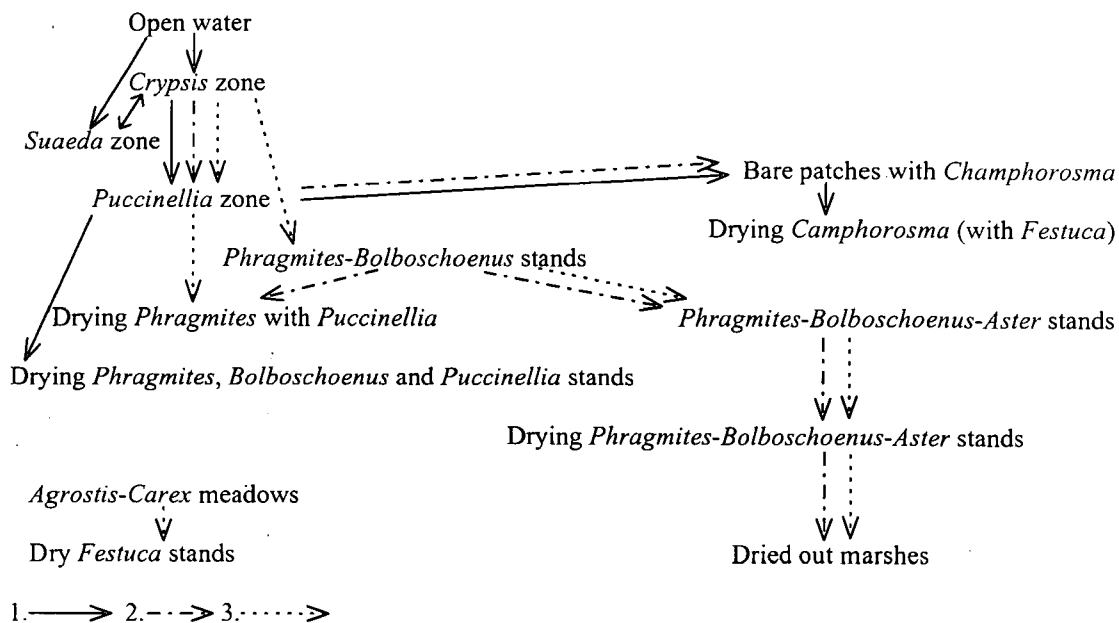 Open water
Crypsis zone
Suaeda zone
Puccinellia zone
Bare patches with Champhorosma
Drying Camphorosma (with Festuca)
Phragmites-Bolboschoenus stands
Drying Phragmites with Puccinellia
Phragmites-Bolboschoenus-Aster stands
Drying Phragmites, Bolboschoenus and Puccinellia stands
Drying Phragmites-Bolboschoenus-Aster stands
Agrostis-Carex meadows
Dry Festuca stands
Dried out marshes
1. 2. 3.